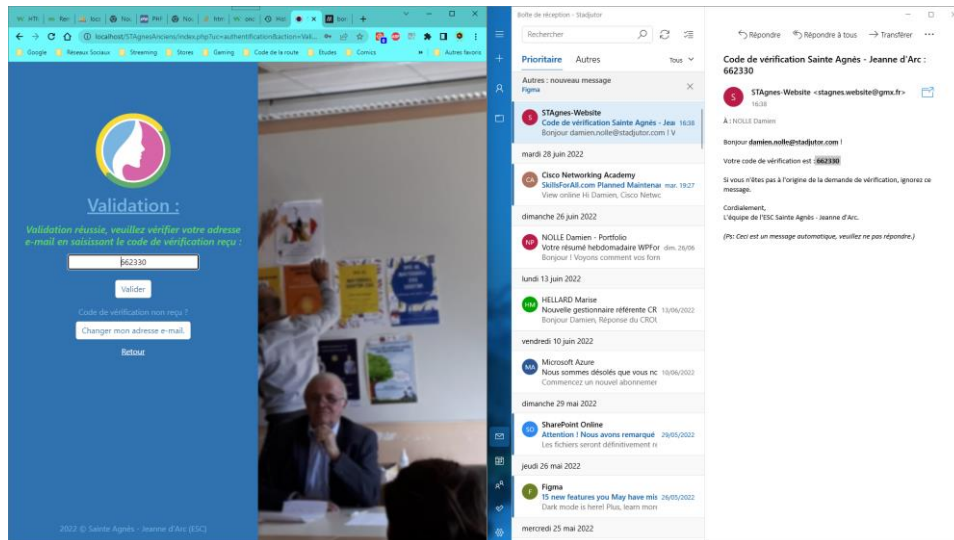 localhost/STAgnesAnciens/index.php?uc=authentification&action=Vali...
Google
Réseaux Sociaux
Streaming
Stores
Gaming
Code de la route
Etudes
Comics
Autres favoris
Validation :
Validation réussie, veuillez vérifier votre adresse
e-mail en saisissant le code de vérification reçu :
662330
Valider
Code de vérification non reçu ?
Changer mon adresse e-mail.
Retour
2022 © Sainte Agnès - Jeanne d'Arc (ESC)
Boîte de réception - Stadjutor
Rechercher
Prioritaire Autres Tous
Autres : nouveau message
Figma
STAgnes-Website
Code de vérification Sainte Agnès - Jea 16:38
Bonjour damien.nolle@stadjutor.com ! V
mardi 28 juin 2022
CA Cisco Networking Academy
SkillsForAll.com Planned Maintena mar. 19:27
View online Hi Damien, Cisco Netwc
dimanche 26 juin 2022
NP NOLLE Damien - Portfolio
Votre résumé hebdomadaire WPFor dim. 26/06
Bonjour ! Voyons comment vos forn
lundi 13 juin 2022
HM HELLARD Marise
Nouvelle gestionnaire référente CR 13/06/2022
Bonjour Damien, Réponse du CROU
vendredi 10 juin 2022
MA Microsoft Azure
Nous sommes désolés que vous nc 10/06/2022
Commencez un nouvel abonnemer
dimanche 29 mai 2022
SO SharePoint Online
Attention ! Nous avons remarqué 29/05/2022
Les fichiers seront définitivement re
jeudi 26 mai 2022
F Figma
15 new features you May have mis 26/05/2022
Dark mode is here! Plus, learn mon
mercredi 25 mai 2022
Répondre Répondre à tous Transférer
Code de vérification Sainte Agnès - Jeanne d'Arc :
662330
S STAgnes-Website <stagnes.website@gmx.fr>
16:38
À : NOLLE Damien
Bonjour damien.nolle@stadjutor.com !
Votre code de vérification est : 662330
Si vous n'êtes pas à l'origine de la demande de vérification, ignorez ce
message.
Cordialement,
L'équipe de l'ESC Sainte Agnès - Jeanne d'Arc.
(Ps: Ceci est un message automatique, veuillez ne pas répondre.)